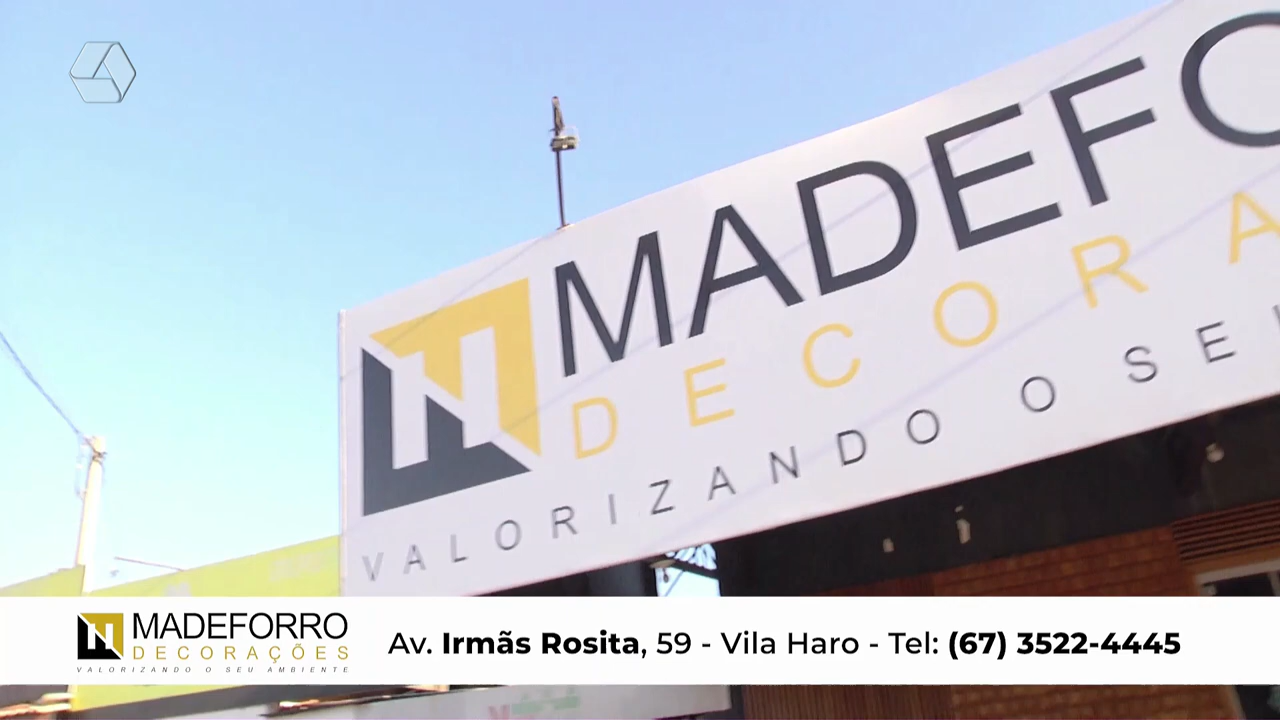 MADEFO
DECORA
VALORIZANDO O SE
MADEFORRO
DECORAÇÕES
VALORIZANDO O SEU AMBIENTE
Av. Irmãs Rosita, 59 - Vila Haro - Tel: (67) 3522-4445